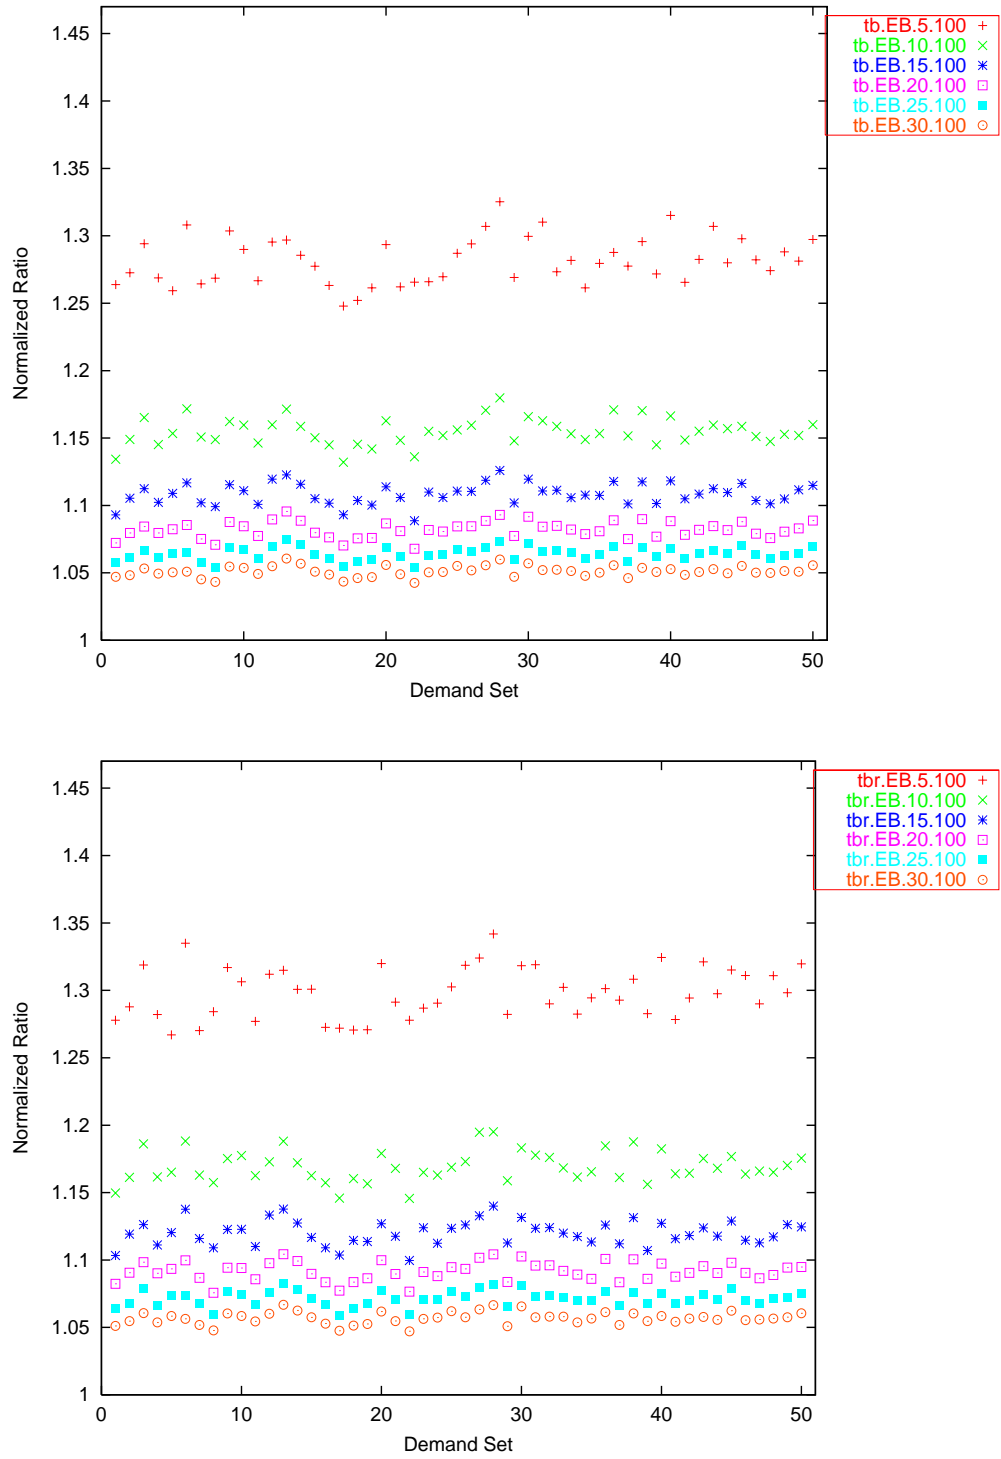 1.45
1.4
1.35
1.3
1.25
1.2
1.15
1.1
1.05
1
0 10 20 30 40 50
Normalized Ratio
Demand Set
tb.EB.5.100
tb.EB.10.100
tb.EB.15.100
tb.EB.20.100
tb.EB.25.100
tb.EB.30.100
1.45
1.4
1.35
1.3
1.25
1.2
1.15
1.1
1.05
1
0 10 20 30 40 50
Normalized Ratio
Demand Set
tbr.EB.5.100
tbr.EB.10.100
tbr.EB.15.100
tbr.EB.20.100
tbr.EB.25.100
tbr.EB.30.100